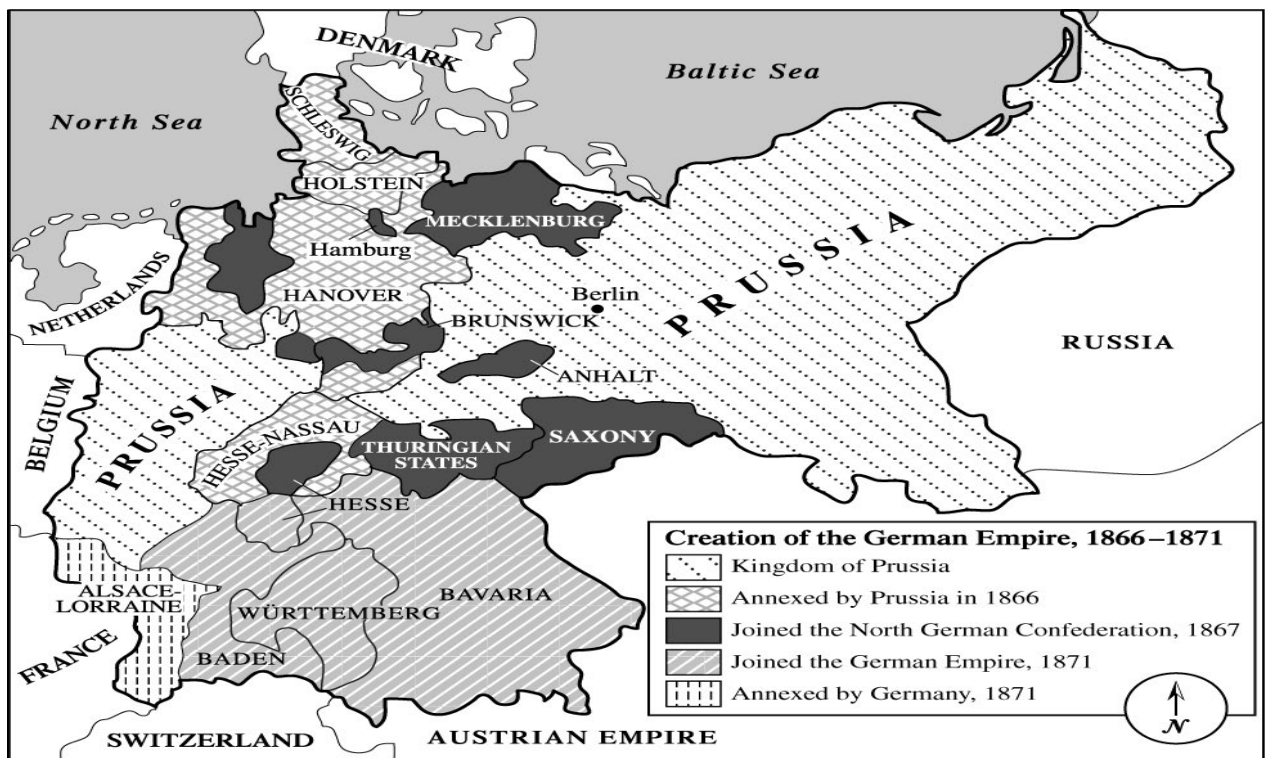 DENMARK
Baltic Sea
North Sea
SCHLESWIG
HOLSTEIN
MECKLENBURG
Hamburg
PRUSSIA
NETHERLANDS
HANOVER
Berlin
BRUNSWICK
RUSSIA
ANHALT
BELGIUM
PRUSSIA
HESSE-NASSAU
THURINGIAN
STATES
SAXONY
HESSE
ALSACE-
LORRAINE
WÜRTTEMBERG
BAVARIA
BADEN
FRANCE
SWITZERLAND
AUSTRIAN EMPIRE
Creation of the German Empire, 1866–1871
Kingdom of Prussia
Annexed by Prussia in 1866
Joined the North German Confederation, 1867
Joined the German Empire, 1871
Annexed by Germany, 1871
N